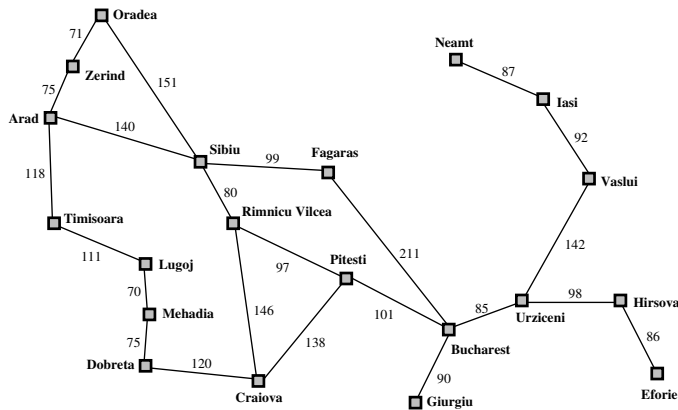 Oradea
Neamt
71
87
Zerind
151
75
Iasi
Arad
140
92
Sibiu
99
Fagaras
118
Vaslui
80
Timisoara
Rimnicu Vilcea
142
111
211
Lugoj
97
Pitesti
70
98
Hirsova
Mehadia
146
101
85
Urziceni
86
75
138
Bucharest
Dobreta
120
90
Craiova
Eforie
Giurgiu